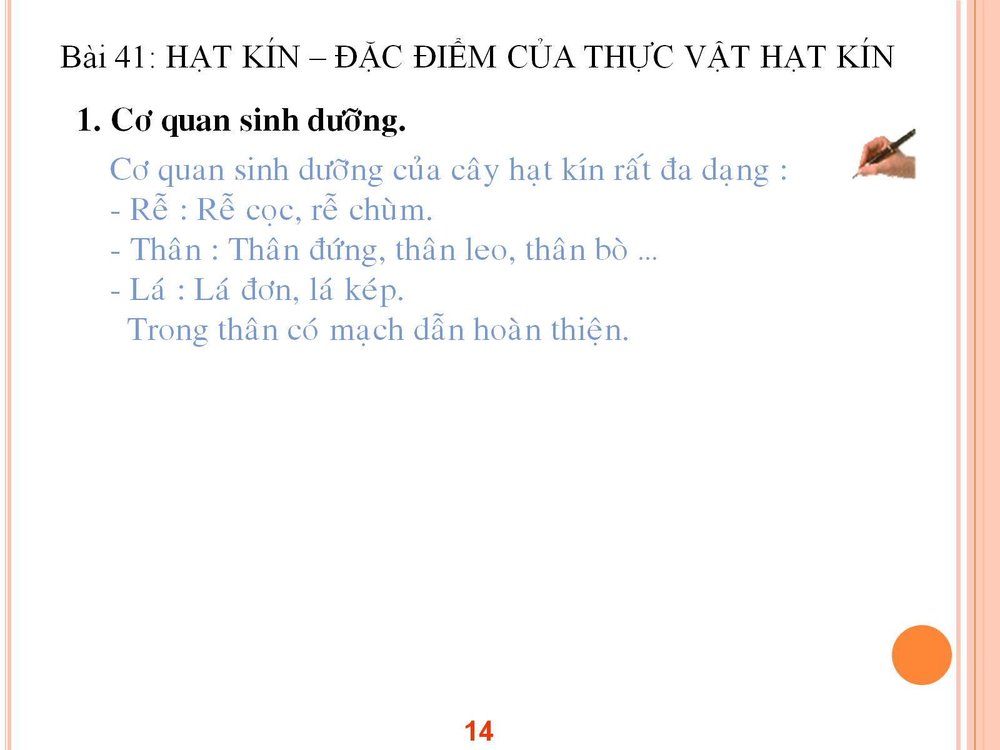 Bài 41: HẠT KÍN – ĐẶC ĐIỂM CỦA THỰC VẬT HẠT KÍN
1. Cơ quan sinh dưỡng.
Cơ quan sinh dưỡng của cây hạt kín rất đa dạng :
- Rễ : Rễ cọc, rễ chùm.
- Thân : Thân đứng, thân leo, thân bò ...
- Lá : Lá đơn, lá kép.
Trong thân có mạch dẫn hoàn thiện.
14